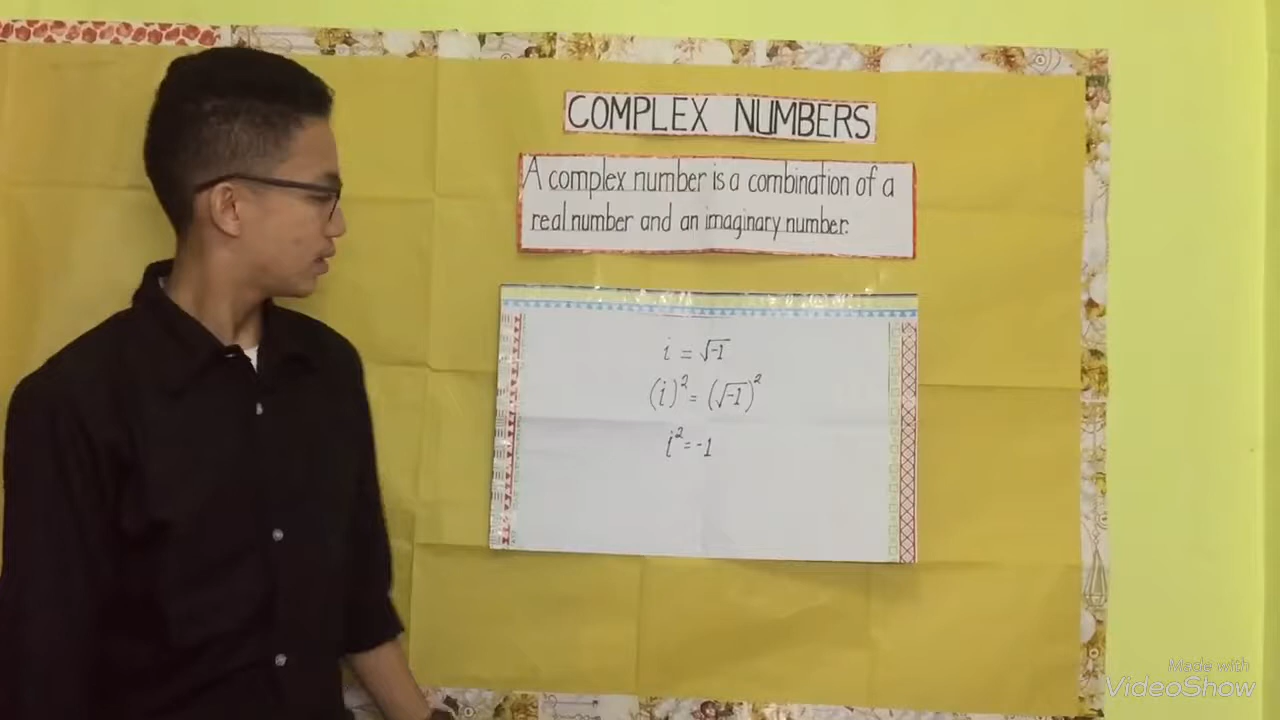 COMPLEX NUMBERS
A complex number is a combination of a
real number and an imaginary number.
i = √-1
(i)² = (√-1)²
i² = -1
Made with
VideoShow